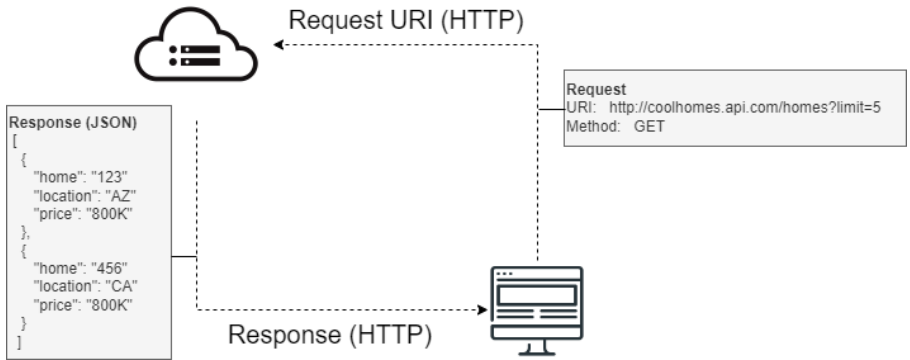 Request URI (HTTP)
Request
URI: http://coolhomes.api.com/homes?limit=5
Method: GET
Response (JSON)
[
{
"home": "123"
"location": "AZ"
"price": "800K"
},
{
"home": "456"
"location": "CA"
"price": "800K"
}
]
Response (HTTP)